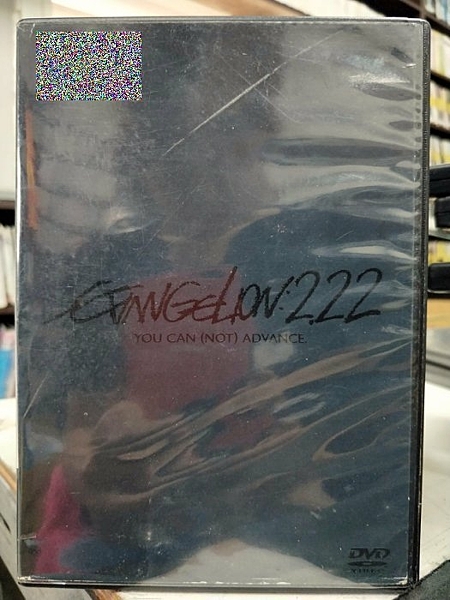 EVANGELION:2.22
YOU CAN (NOT) ADVANCE.
DVD
VIDEO